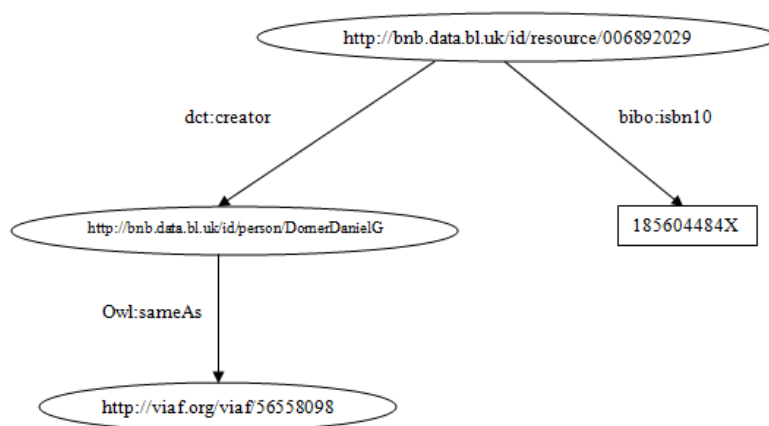 http://bnb.data.bl.uk/id/resource/006892029
dct:creator
bibo:isbn10
http://bnb.data.bl.uk/id/person/DornerDanielG
185604484X
Owl:sameAs
http://viaf.org/viaf/56558098